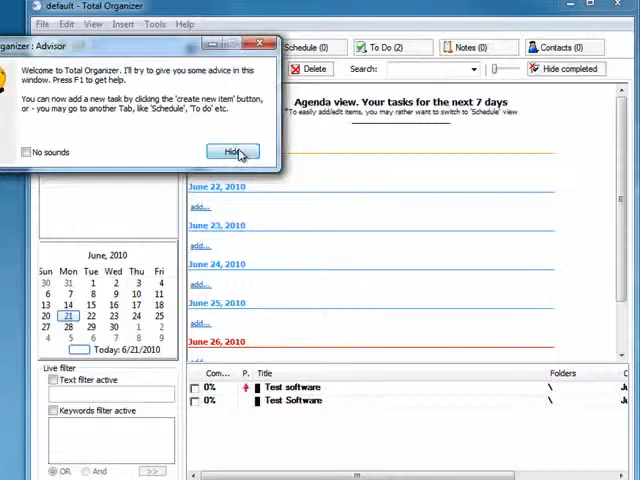 default - Total Organizer
File Edit View Insert Tools Help
ganizer : Advisor
Schedule (0) To Do (2) Notes (0) Contacts (0)
Delete Search: Hide completed
Welcome to Total Organizer. I'll try to give you some advice in this
window. Press F1 to get help.
You can now add a new task by clicking the 'create new item' button,
or - you may go to another Tab, like 'Schedule', 'To do' etc.
No sounds Hide
Agenda view. Your tasks for the next 7 days
*To easily add/edit items, you may rather want to switch to 'Schedule' view
June 22, 2010
add...
June 23, 2010
add...
June 24, 2010
add...
June 25, 2010
add...
June 26, 2010
add...
June, 2010
Sun Mon Tue Wed Thu Fri
30 31 1 2 3 4
6 7 8 9 10 11
13 14 15 16 17 18
20 21 22 23 24 25
27 28 29 30 1 2
4 5 6 7 8 9
Today: 6/21/2010
Live filter
Text filter active
Keywords filter active
OR And >>
Com... P. Title Folders D
0% Test software \ Ju
0% Test Software \ Ju